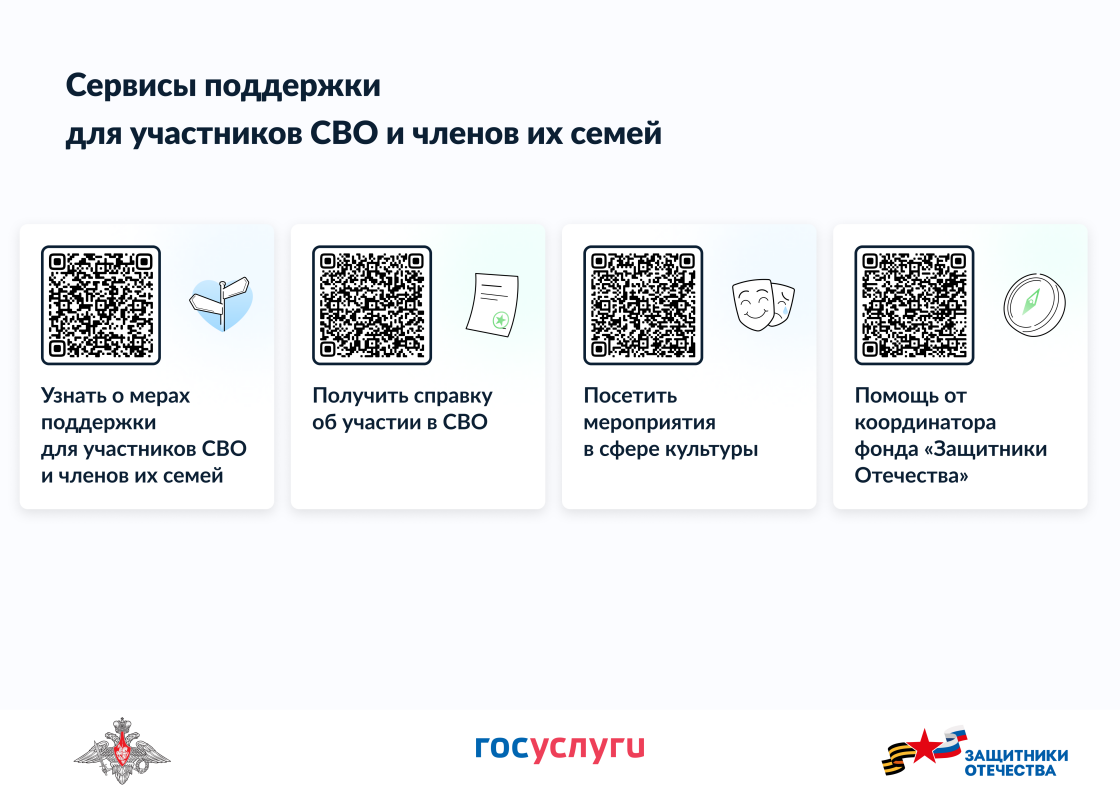 Сервисы поддержки
для участников СВО и членов их семей
Узнать о мерах
поддержки
для участников СВО
и членов их семей
Получить справку
об участии в СВО
Посетить
мероприятия
в сфере культуры
Помощь от
координатора
фонда «Защитники
Отечества»
госуслуги
ЗАЩИТНИКИ
ОТЕЧЕСТВА